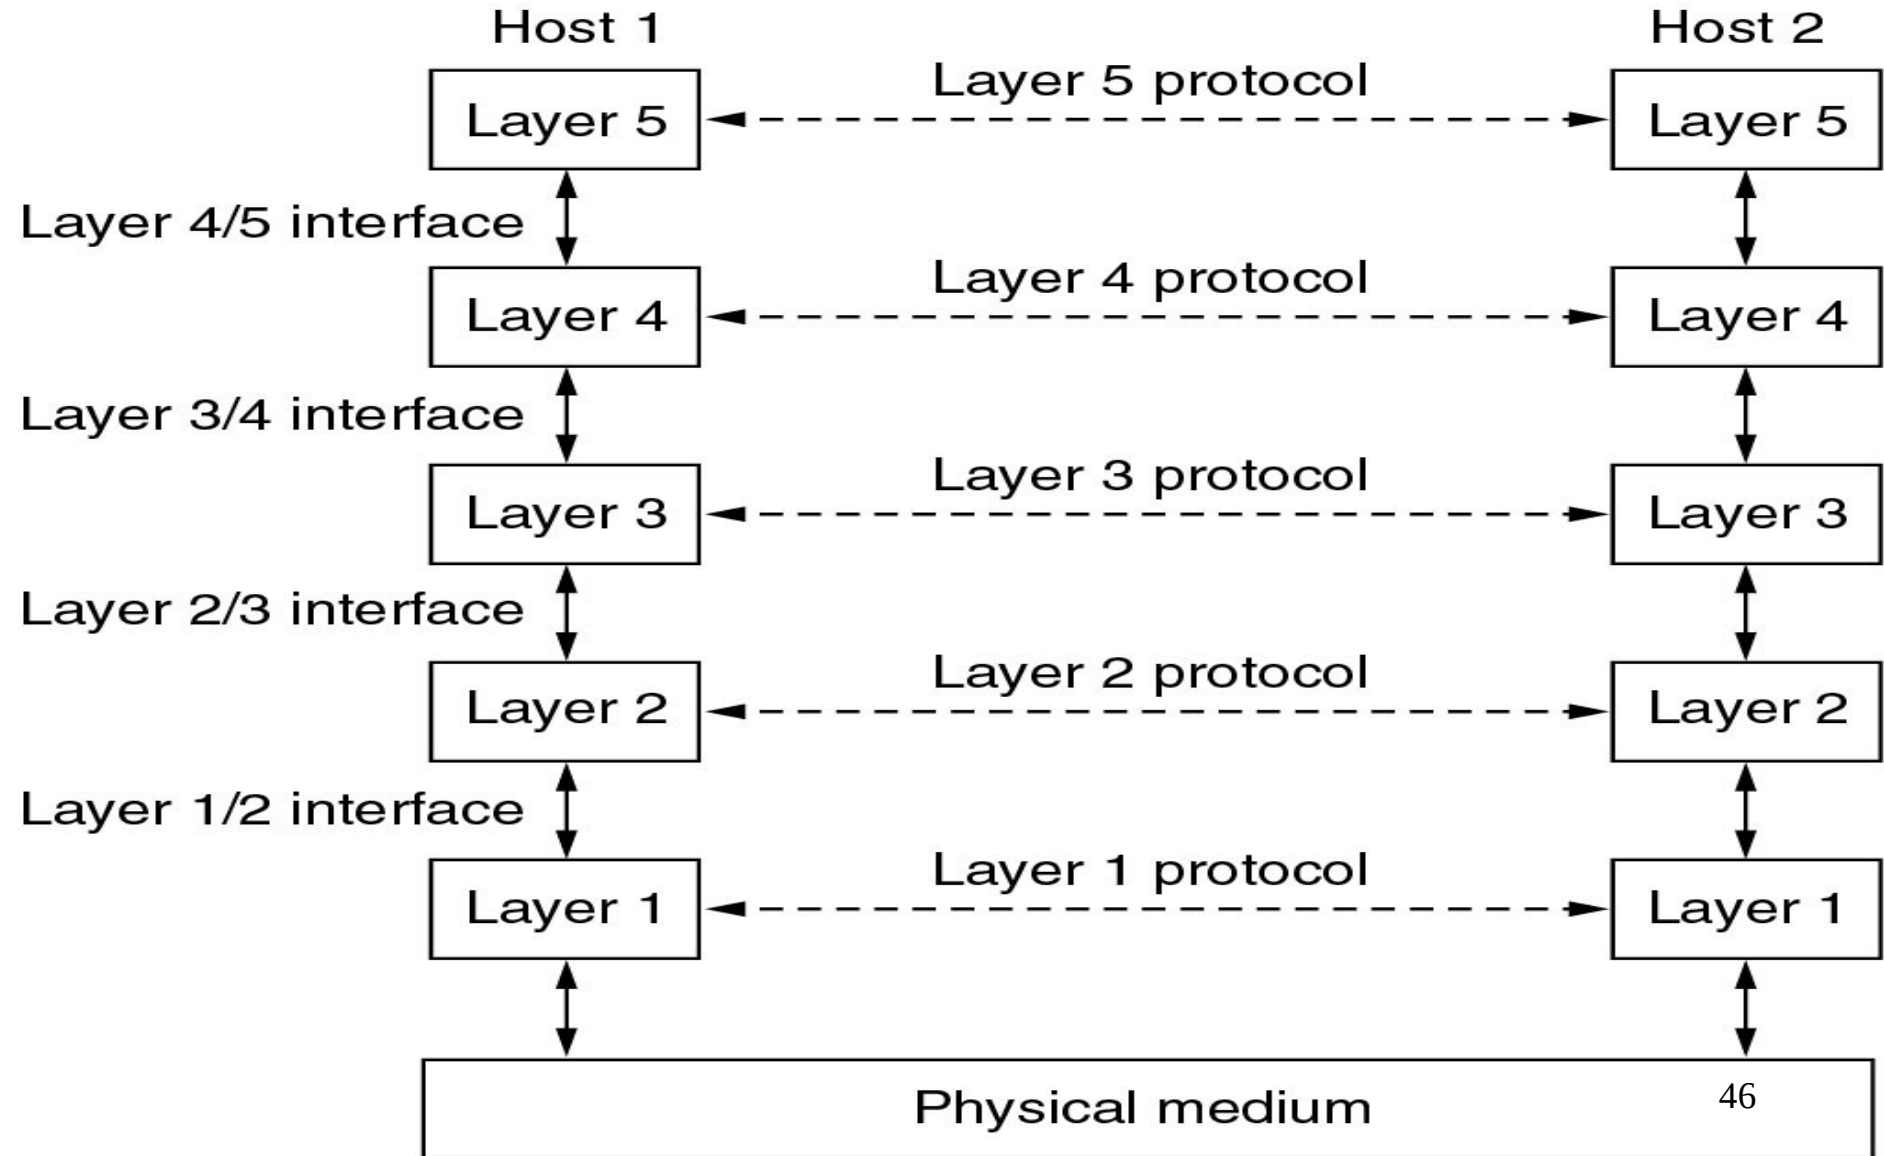 Host 1
Host 2
Layer 5 protocol
Layer 5
Layer 5
Layer 4/5 interface
Layer 4 protocol
Layer 4
Layer 4
Layer 3/4 interface
Layer 3 protocol
Layer 3
Layer 3
Layer 2/3 interface
Layer 2 protocol
Layer 2
Layer 2
Layer 1/2 interface
Layer 1 protocol
Layer 1
Layer 1
Physical medium
46